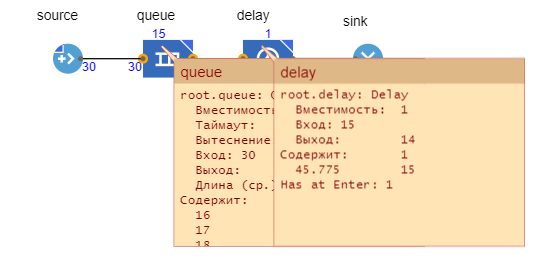 source queue delay sink
15 1
30 30
queue
root.queue:
Вместимость
Таймаут:
Вытеснение
Вход: 30
Выход:
Длина (ср.)
Содержит:
16
17
18
delay
root.delay: Delay
Вместимость: 1
Вход: 15
Выход: 14
Содержит: 1
45.775 15
Has at Enter: 1